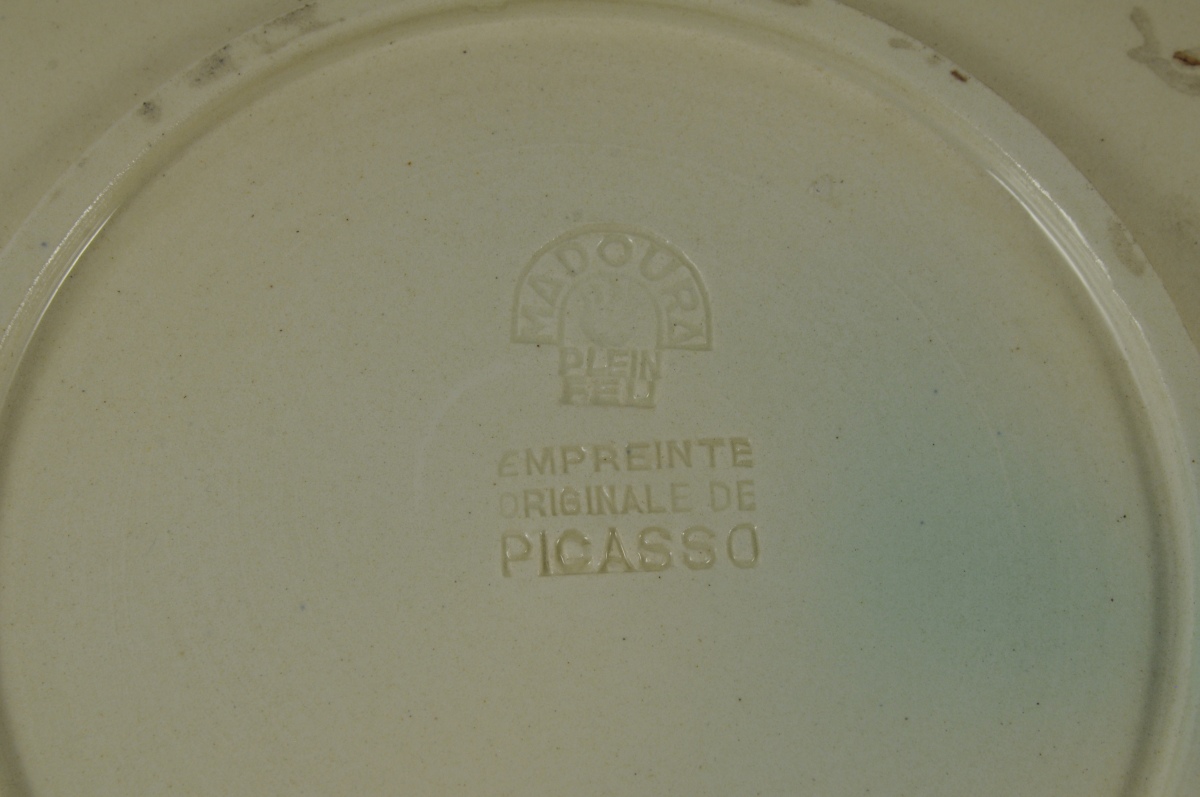 MADOURA
PLEIN
FEU
EMPREINTE
ORIGINALE DE
PICASSO